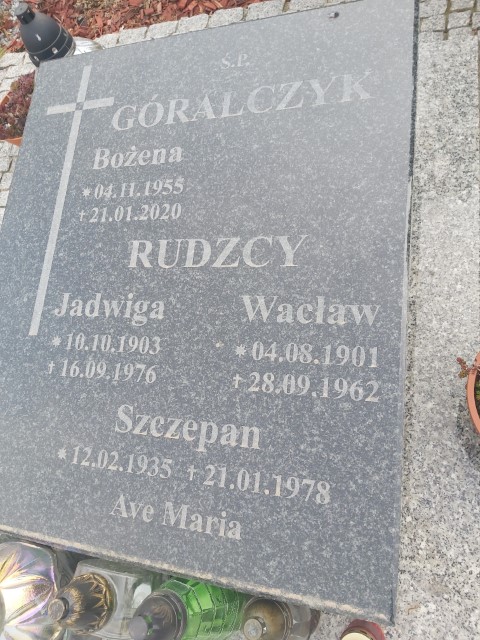 Ś.P.
GÓRALCZYK
Bożena
*04.11.1955
+21.01.2020
RUDZCY
Jadwiga Wacław
*10.10.1903 *04.08.1901
+16.09.1976 +28.09.1962
Szczepan
*12.02.1935 +21.01.1978
Ave Maria